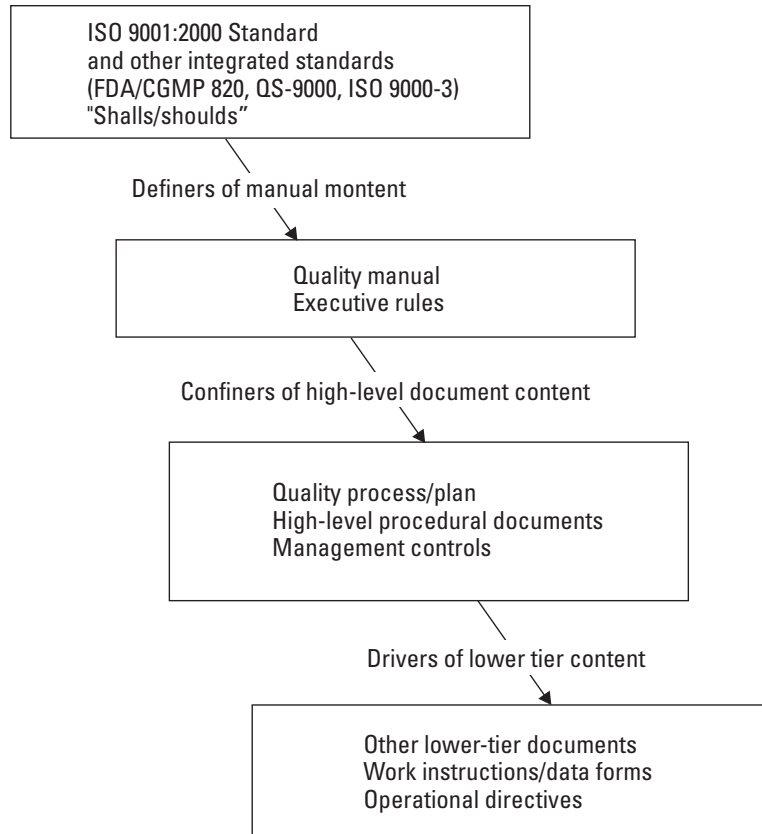 ISO 9001:2000 Standard
and other integrated standards
(FDA/CGMP 820, QS-9000, ISO 9000-3)
"Shalls/shoulds”
Definers of manual montent
Quality manual
Executive rules
Confiners of high-level document content
Quality process/plan
High-level procedural documents
Management controls
Drivers of lower tier content
Other lower-tier documents
Work instructions/data forms
Operational directives